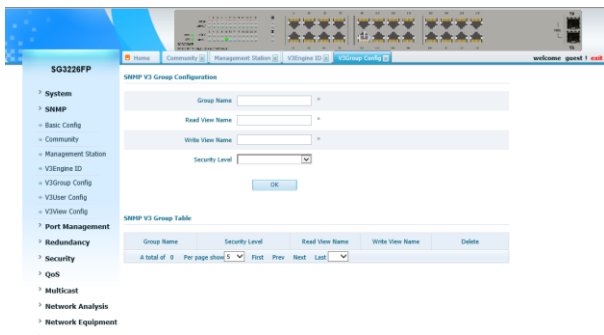 Home Community Management Station V3Engine ID V3Group Config welcome guest ! exit
SG3226FP
System
SNMP
Basic Config
Community
Management Station
V3Engine ID
V3Group Config
V3User Config
V3View Config
Port Management
Redundancy
Security
QoS
Multicast
Network Analysis
Network Equipment
SNMP V3 Group Configuration
Group Name *
Read View Name *
Write View Name *
Security Level
OK
SNMP V3 Group Table
Group Name Security Level Read View Name Write View Name Delete
A total of 0 Per page show 5 First Prev Next Last